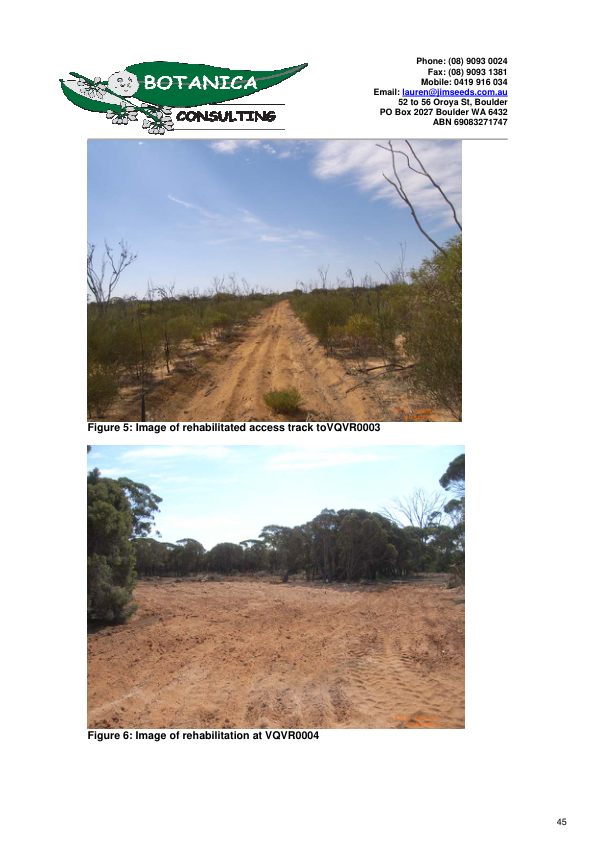 BOTANICA
CONSULTING
Phone: (08) 9093 0024
Fax: (08) 9093 1381
Mobile: 0419 916 034
Email: lauren@jimseeds.com.au
52 to 56 Oroya St, Boulder
PO Box 2027 Boulder WA 6432
ABN 69083271747
Figure 5: Image of rehabilitated access track toVQVR0003
Figure 6: Image of rehabilitation at VQVR0004
45